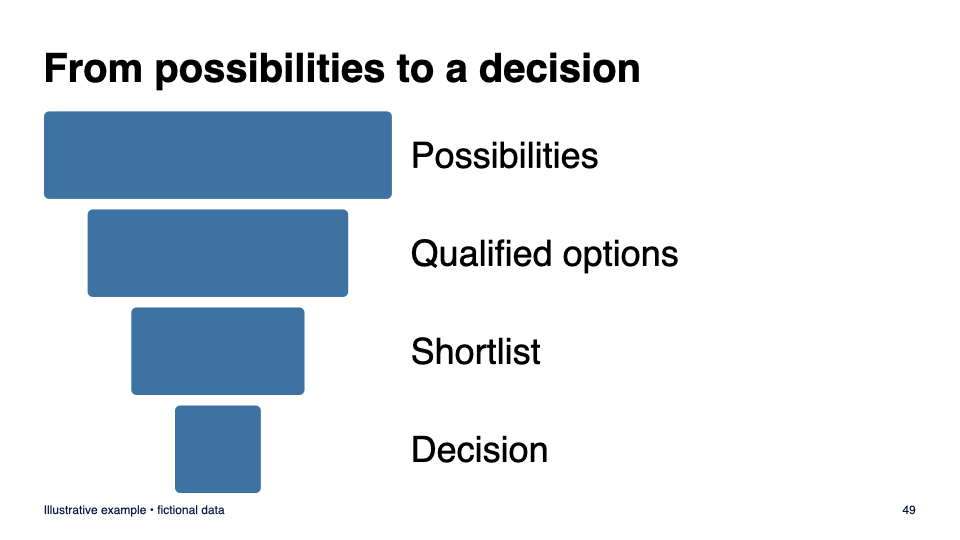 From possibilities to a decision
Possibilities
Qualified options
Shortlist
Decision
Illustrative example • fictional data
49